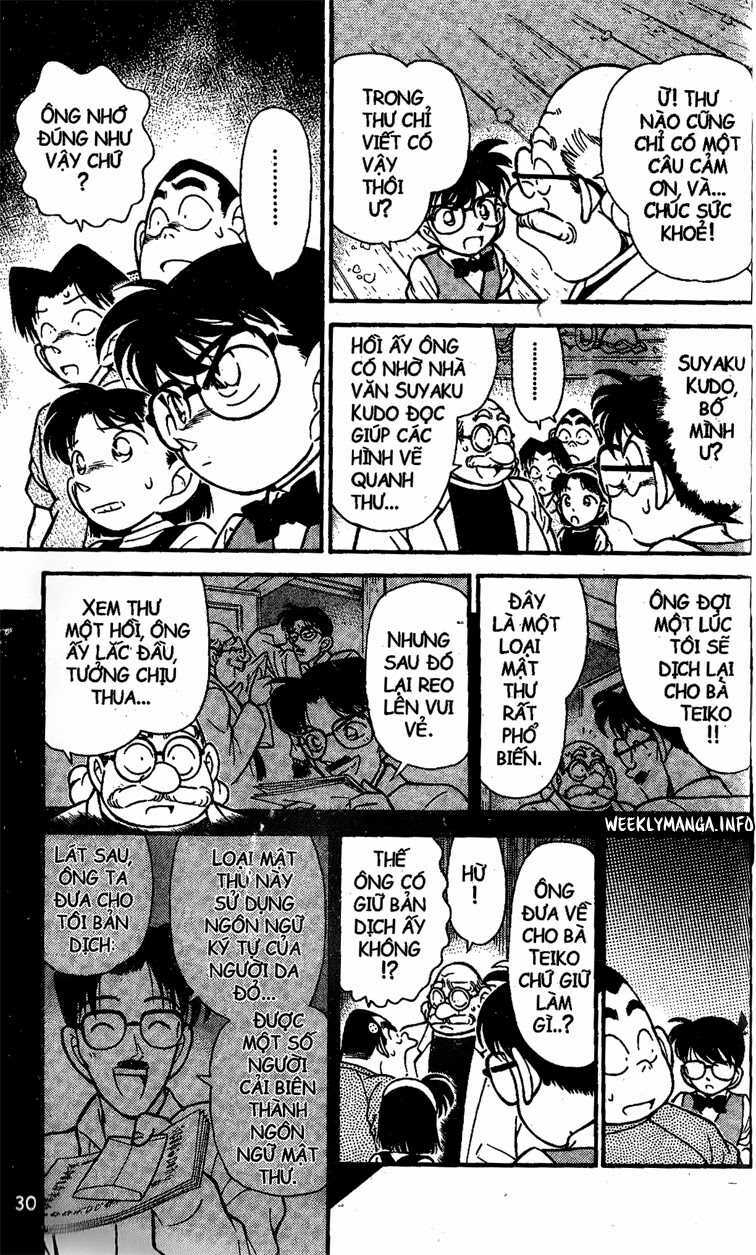 Ừ! THƯ
NÀO CŨNG
CHỈ CÓ MỘT
CÂU CẢM
ƠN, VÀ...
CHÚC SỨC
KHOẺ!
TRONG
THƯ CHỈ
VIẾT CÓ
VẬY
THÔI
Ư?
.........
ÔNG NHỚ
ĐÚNG NHƯ
VẬY CHỨ
?
SUYAKU
KUDO,
BỐ
MÌNH
Ư?
......
HỒI ẤY ÔNG
CÓ NHỜ NHÀ
VĂN SUYAKU
KUDO ĐỌC
GIÚP CÁC
HÌNH VẼ
QUANH
THƯ...
XEM THƯ
MỘT HỒI, ÔNG
ẤY LẮC ĐẦU,
TƯỞNG CHỊU
THUA...
NHƯNG
SAU ĐÓ
LẠI REO
LÊN VUI
VẺ.
ĐÂY
LÀ MỘT
LOẠI
MẬT
THƯ
RẤT
PHỔ
BIẾN.
ÔNG ĐỢI
MỘT LÚC
TÔI SẼ
DỊCH LẠI
CHO BÀ
TEIKO
!!
WEEKLYMANGA.INFO
LÁT SAU,
ÔNG TA
ĐƯA CHO
TÔI BẢN
DỊCH:
LOẠI MẬT
THƯ NÀY
SỬ DỤNG
NGÔN NGỮ
KÝ TỰ CỦA
NGƯỜI DA
ĐỎ...
ĐƯỢC
MỘT SỐ
NGƯỜI
CẢI BIÊN
THÀNH
NGÔN
NGỮ MẬT
THƯ.
THẾ
ÔNG CÓ
GIỮ BẢN
DỊCH ẤY
KHÔNG
!?
HỪ
!
ÔNG
ĐƯA VỀ
CHO BÀ
TEIKO
CHỨ GIỮ
LÀM
GÌ..?
30